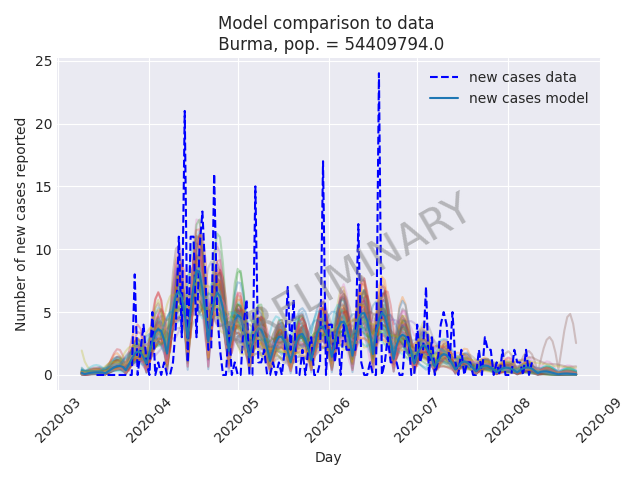 Model comparison to data
Burma, pop. = 54409794.0
new cases data
new cases model
PRELIMINARY
Number of new cases reported
25
20
15
10
5
0
2020-03
2020-04
2020-05
2020-06
2020-07
2020-08
2020-09
Day